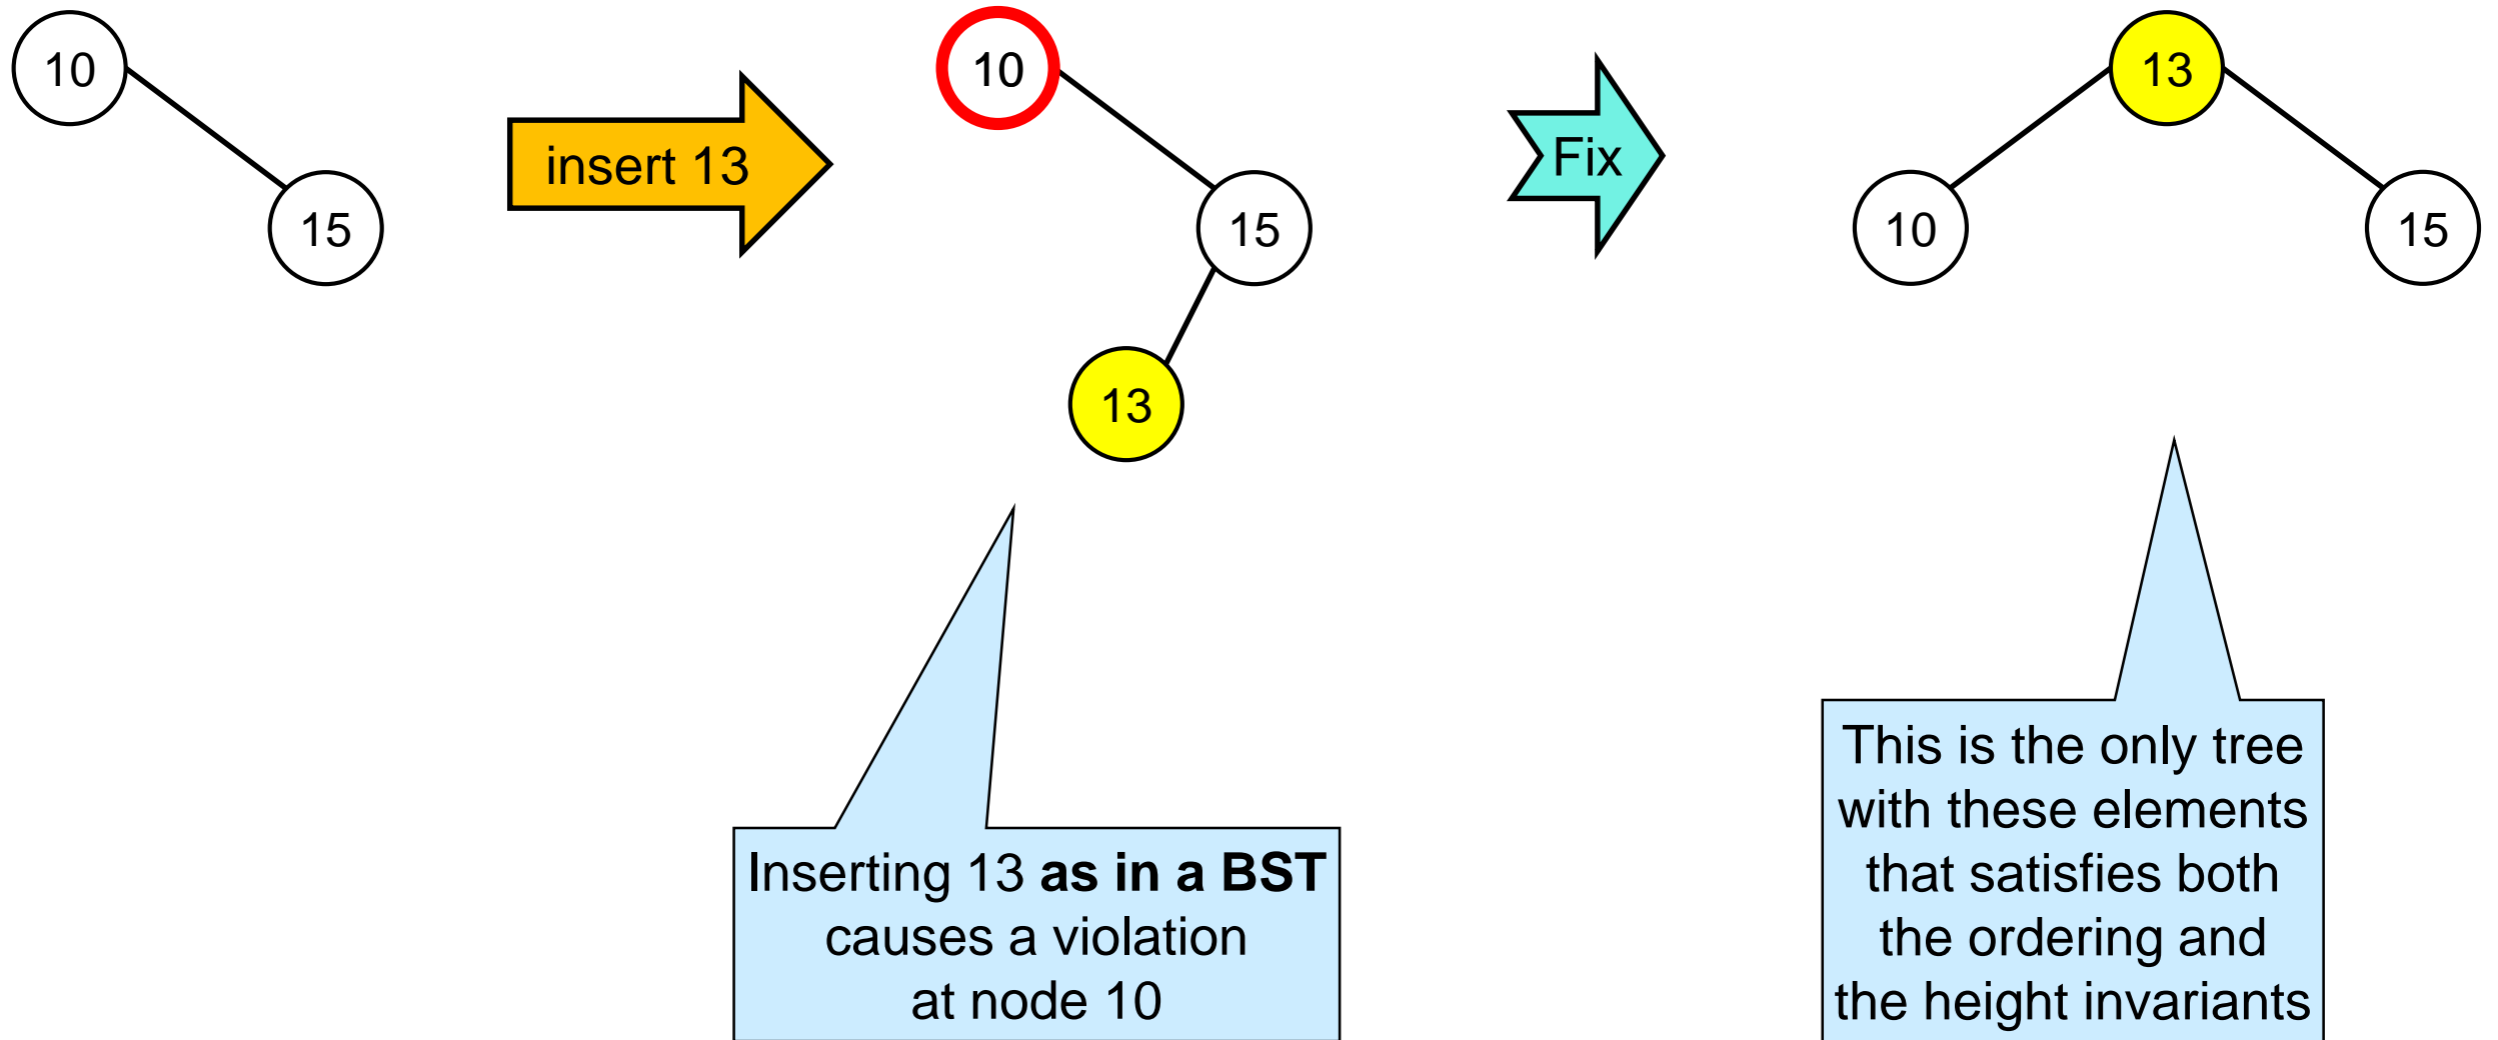 10
15
insert 13
10
15
13
Fix
13
10
15
Inserting 13 as in a BST
causes a violation
at node 10
This is the only tree
with these elements
that satisfies both
the ordering and
the height invariants